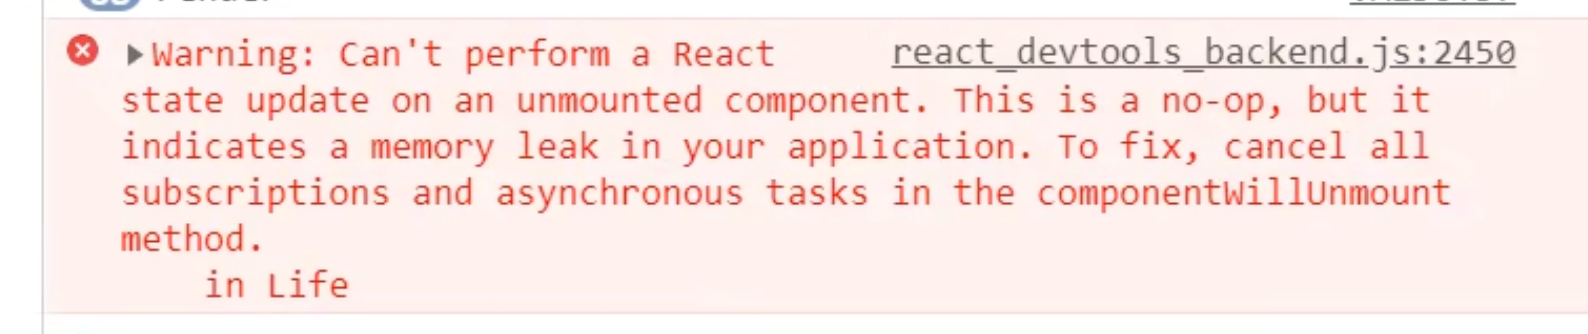 Warning: Can't perform a React react_devtools_backend.js:2450
state update on an unmounted component. This is a no-op, but it
indicates a memory leak in your application. To fix, cancel all
subscriptions and asynchronous tasks in the componentWillUnmount
method.
in Life